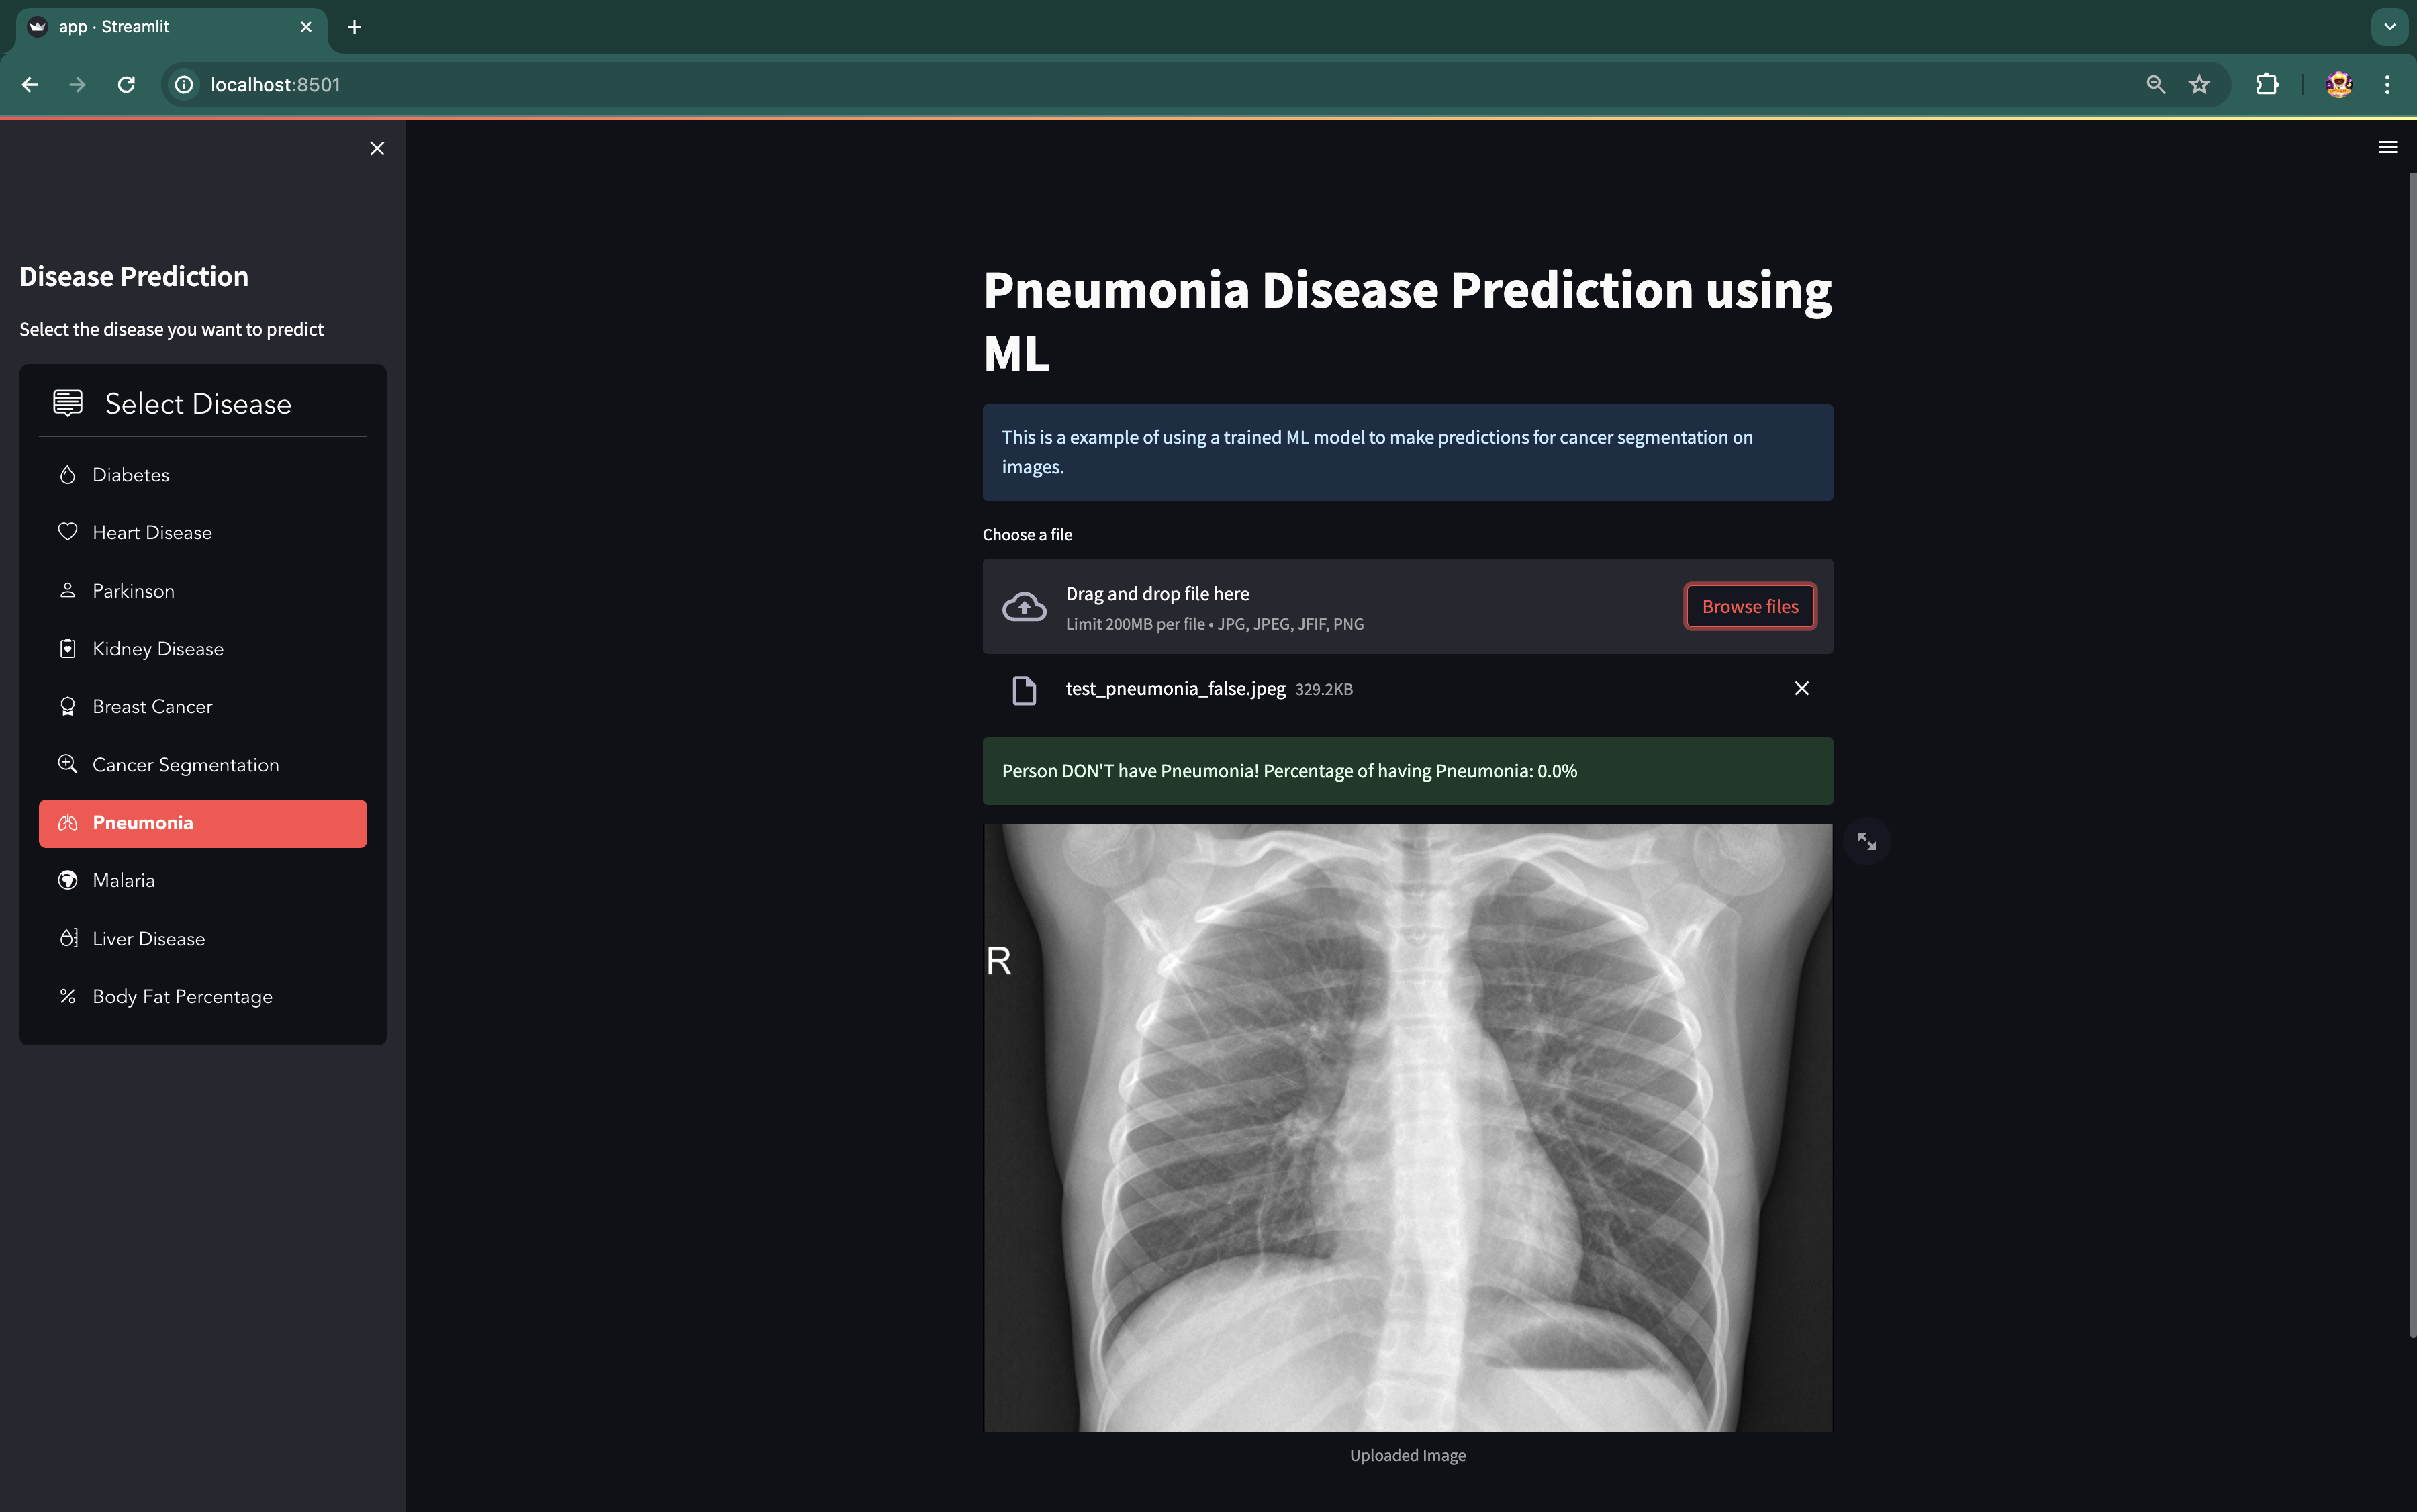 app · Streamlit
localhost:8501
Disease Prediction
Select the disease you want to predict
Select Disease
Diabetes
Heart Disease
Parkinson
Kidney Disease
Breast Cancer
Cancer Segmentation
Pneumonia
Malaria
Liver Disease
Body Fat Percentage
Pneumonia Disease Prediction using
ML
This is a example of using a trained ML model to make predictions for cancer segmentation on
images.
Choose a file
Drag and drop file here
Limit 200MB per file • JPG, JPEG, JFIF, PNG
Browse files
test_pneumonia_false.jpeg 329.2KB
Person DON'T have Pneumonia! Percentage of having Pneumonia: 0.0%
R
Uploaded Image